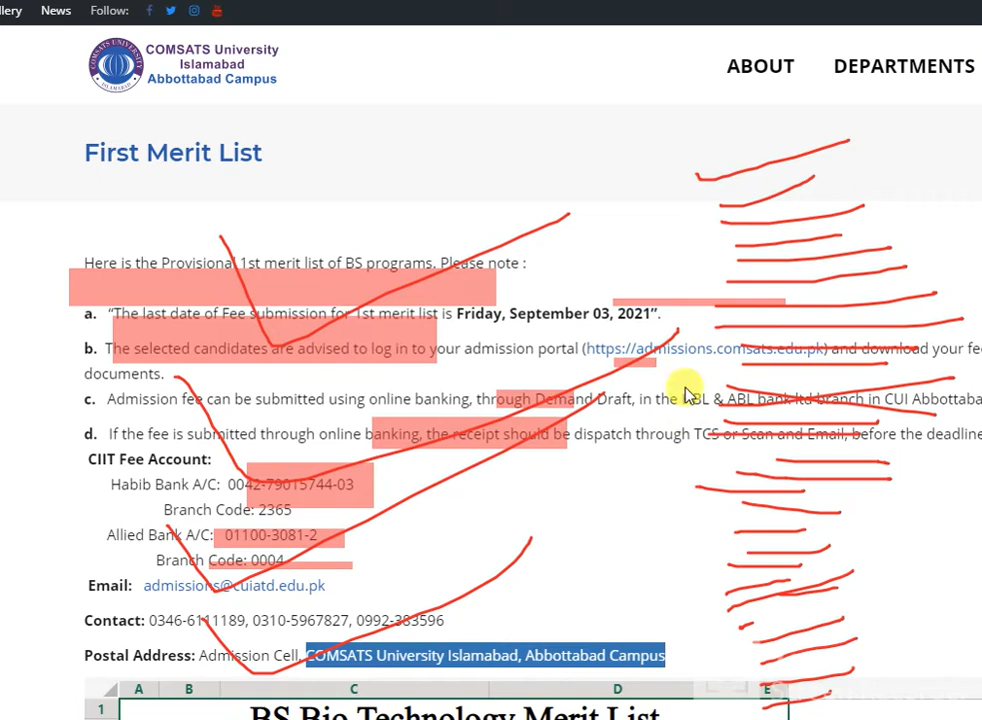 llery News Follow:
COMSATS University
Islamabad
Abbottabad Campus
ABOUT DEPARTMENTS
First Merit List
Here is the Provisional 1st merit list of BS programs. Please note :
a. “The last date of Fee submission for 1st merit list is Friday, September 03, 2021”.
b. The selected candidates are advised to log in to your admission portal (https://admissions.comsats.edu.pk) and download your fee
documents.
c. Admission fee can be submitted using online banking, through Demand Draft, in the HBL & ABL bank ltd branch in CUI Abbottaba
d. If the fee is submitted through online banking, the receipt should be dispatch through TCS or Scan and Email, before the deadline
CIIT Fee Account:
Habib Bank A/C: 0042-79015744-03
Branch Code: 2365
Allied Bank A/C: 01100-3081-2
Branch Code: 0004
Email: admissions@cuiatd.edu.pk
Contact: 0346-6111189, 0310-5967827, 0992-383596
Postal Address: Admission Cell, COMSATS University Islamabad, Abbottabad Campus
A B C D E
1 BS Bio Technology Merit List